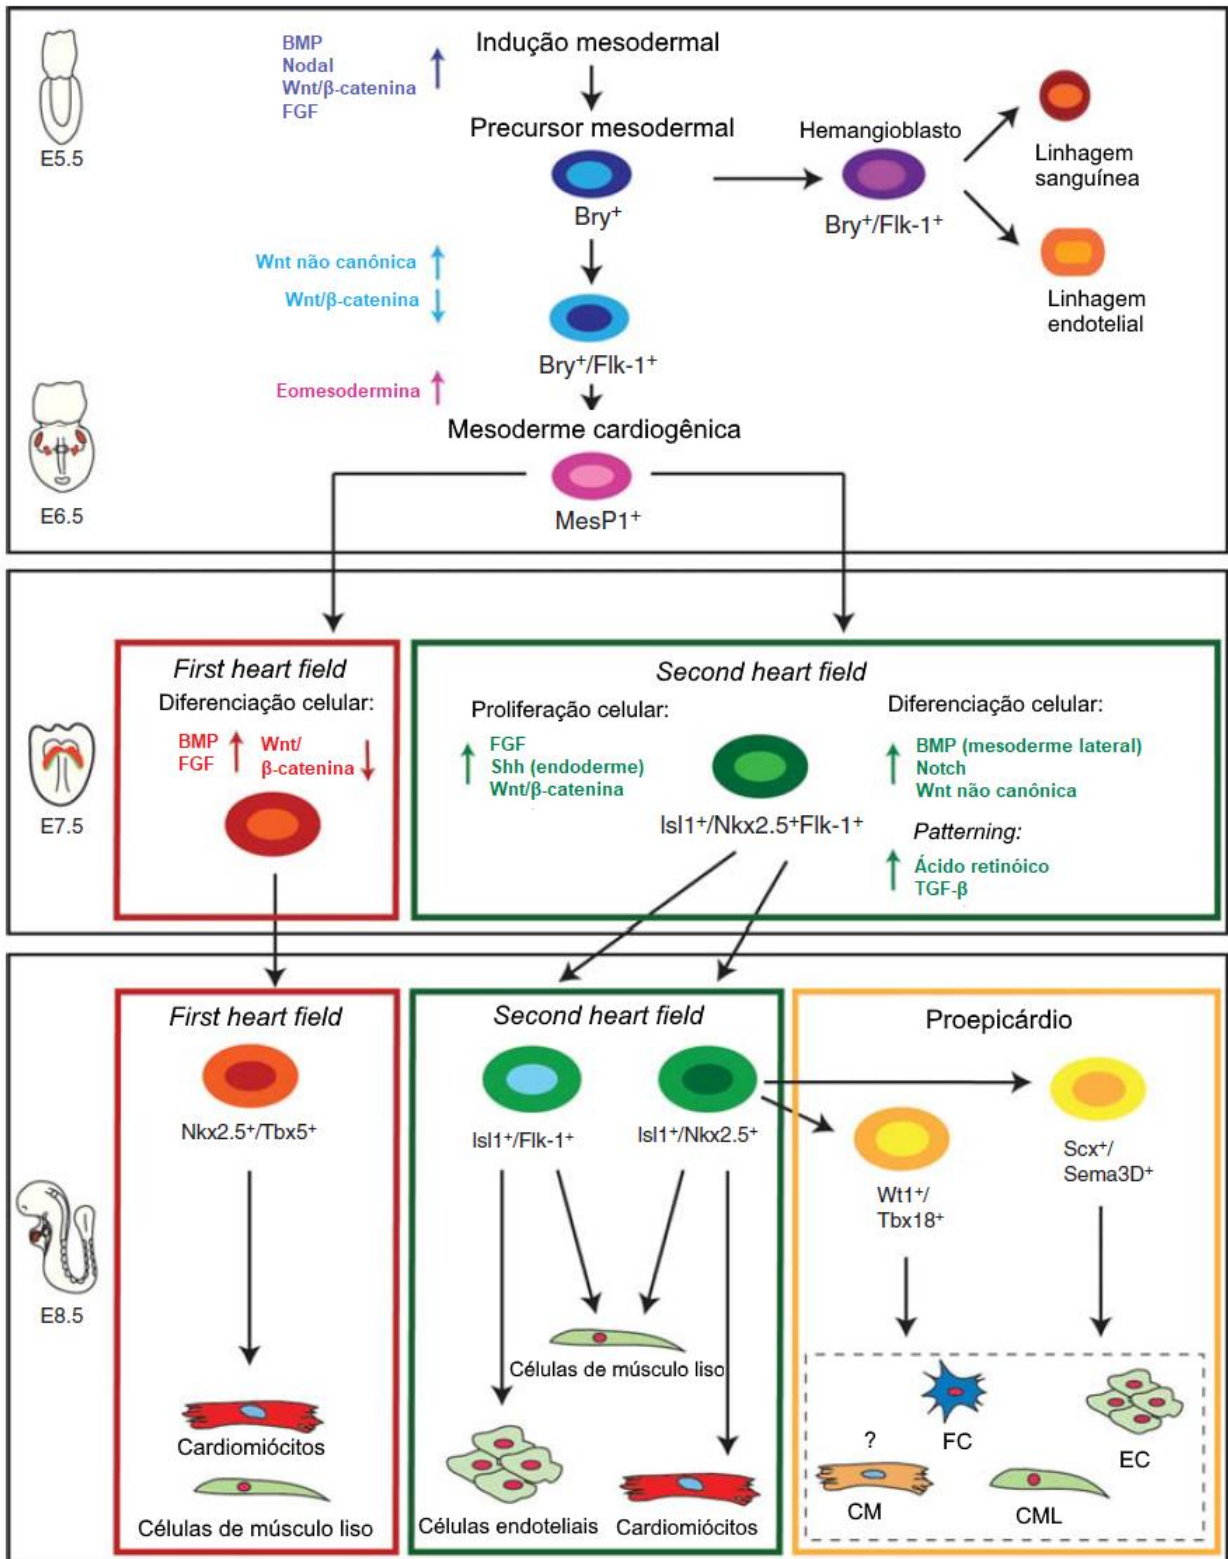 BMP
Nodal
Wnt/β-catenina
FGF
Indução mesodermal
E5.5
Precursor mesodermal
Bry⁺
Hemangioblasto
Bry⁺/Flk-1⁺
Linhagem
sanguínea
Linhagem
endotelial
Wnt não canônica
Wnt/β-catenina
Bry⁺/Flk-1⁺
Eomesodermina
Mesoderme cardiogênica
MesP1⁺
E6.5
First heart field
Diferenciação celular:
BMP
FGF
Wnt/
β-catenina
E7.5
Second heart field
Proliferação celular:
FGF
Shh (endoderme)
Wnt/β-catenina
Isl1⁺/Nkx2.5⁺Flk-1⁺
Diferenciação celular:
BMP (mesoderme lateral)
Notch
Wnt não canônica
Patterning:
Ácido retinóico
TGF-β
First heart field
Nkx2.5⁺/Tbx5⁺
E8.5
Cardiomiócitos
Células de músculo liso
Second heart field
Isl1⁺/Flk-1⁺
Isl1⁺/Nkx2.5⁺
Células de músculo liso
Células endoteliais
Cardiomiócitos
Proepicárdio
Wt1⁺/
Tbx18⁺
Scx⁺/
Sema3D⁺
?
CM
FC
CML
EC